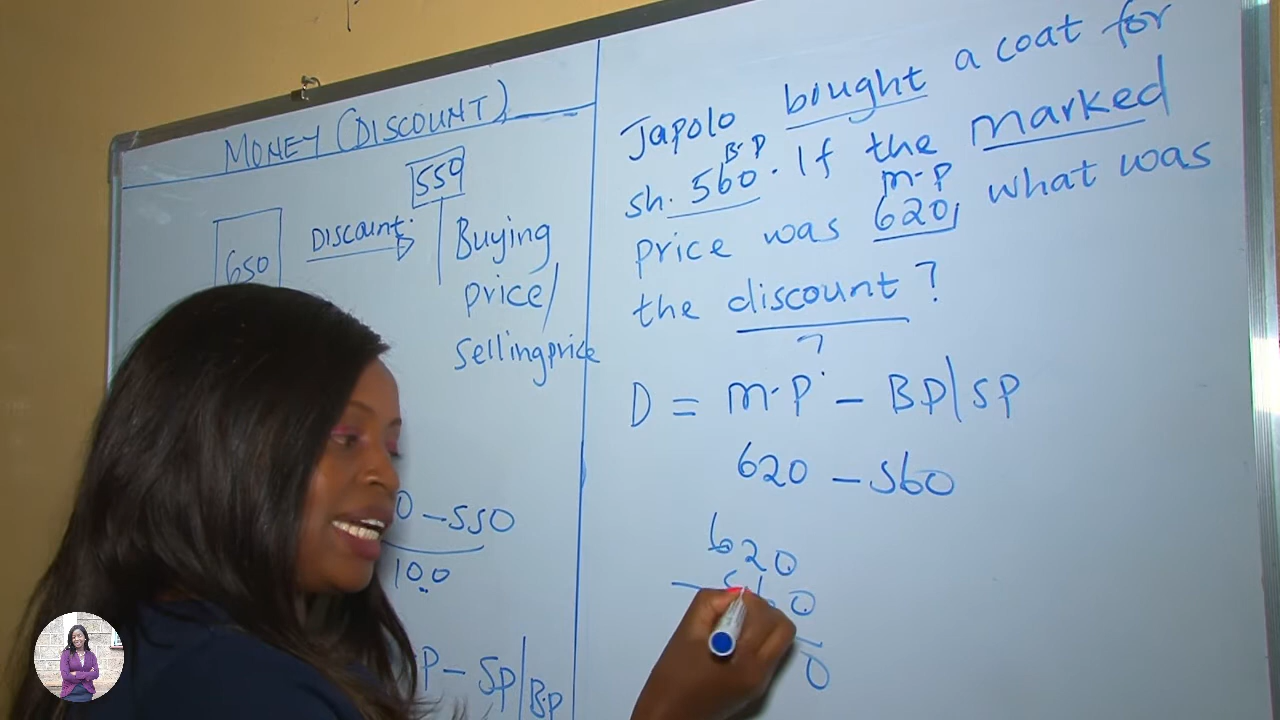 MONEY (DISCOUNT)
550
650
DISCOUNT.
Buying
price/
Sellingprice
0 - 550
100
P - SP/B.P
Japolo bought a coat for
B.P
sh. 560. If the marked
m.p
price was 620, what was
the discount?
?
D = m.p. - BP/SP
620 - 560
620
- 560
0